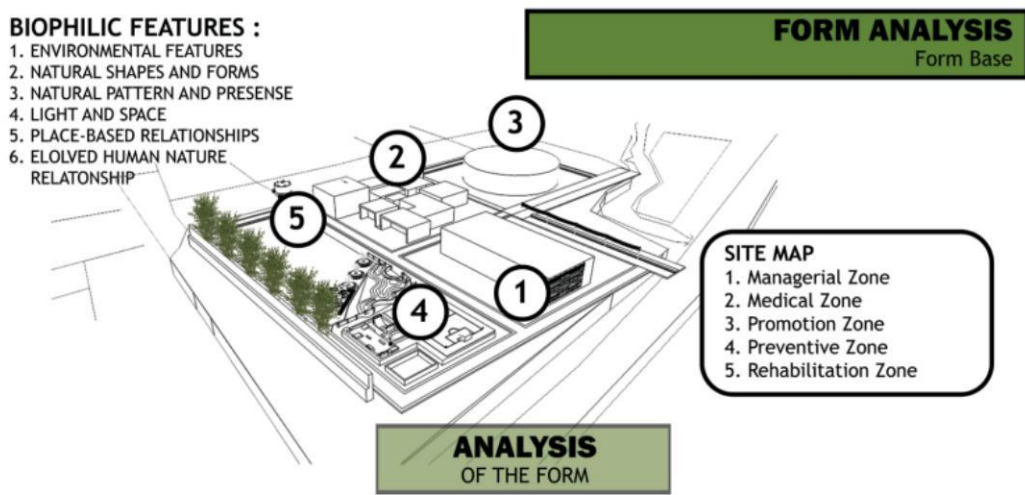 BIOPHILIC FEATURES :
1. ENVIRONMENTAL FEATURES
2. NATURAL SHAPES AND FORMS
3. NATURAL PATTERN AND PRESENSE
4. LIGHT AND SPACE
5. PLACE-BASED RELATIONSHIPS
6. ELOLVED HUMAN NATURE
RELATONSHIP
FORM ANALYSIS
Form Base
3
2
5
1
4
SITE MAP
1. Managerial Zone
2. Medical Zone
3. Promotion Zone
4. Preventive Zone
5. Rehabilitation Zone
ANALYSIS
OF THE FORM